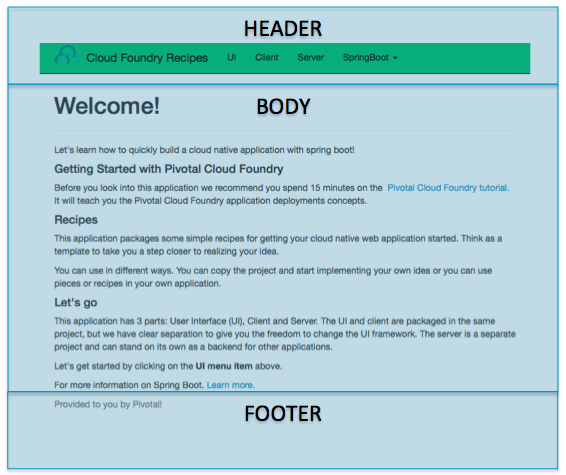 HEADER
Cloud Foundry Recipes UI Client Server SpringBoot
Welcome!
BODY
Let's learn how to quickly build a cloud native application with spring boot!
Getting Started with Pivotal Cloud Foundry
Before you look into this application we recommend you spend 15 minutes on the Pivotal Cloud Foundry tutorial.
It will teach you the Pivotal Cloud Foundry application deployments concepts.
Recipes
This application packages some simple recipes for getting your cloud native web application started. Think as a
template to take you a step closer to realizing your idea.
You can use in different ways. You can copy the project and start implementing your own idea or you can use
pieces or recipes in your own application.
Let's go
This application has 3 parts: User Interface (UI), Client and Server. The UI and client are packaged in the same
project, but we have clear separation to give you the freedom to change the UI framework. The server is a separate
project and can stand on its own as a backend for other applications.
Let's get started by clicking on the UI menu item above.
For more information on Spring Boot. Learn more.
Provided to you by Pivotal!
FOOTER